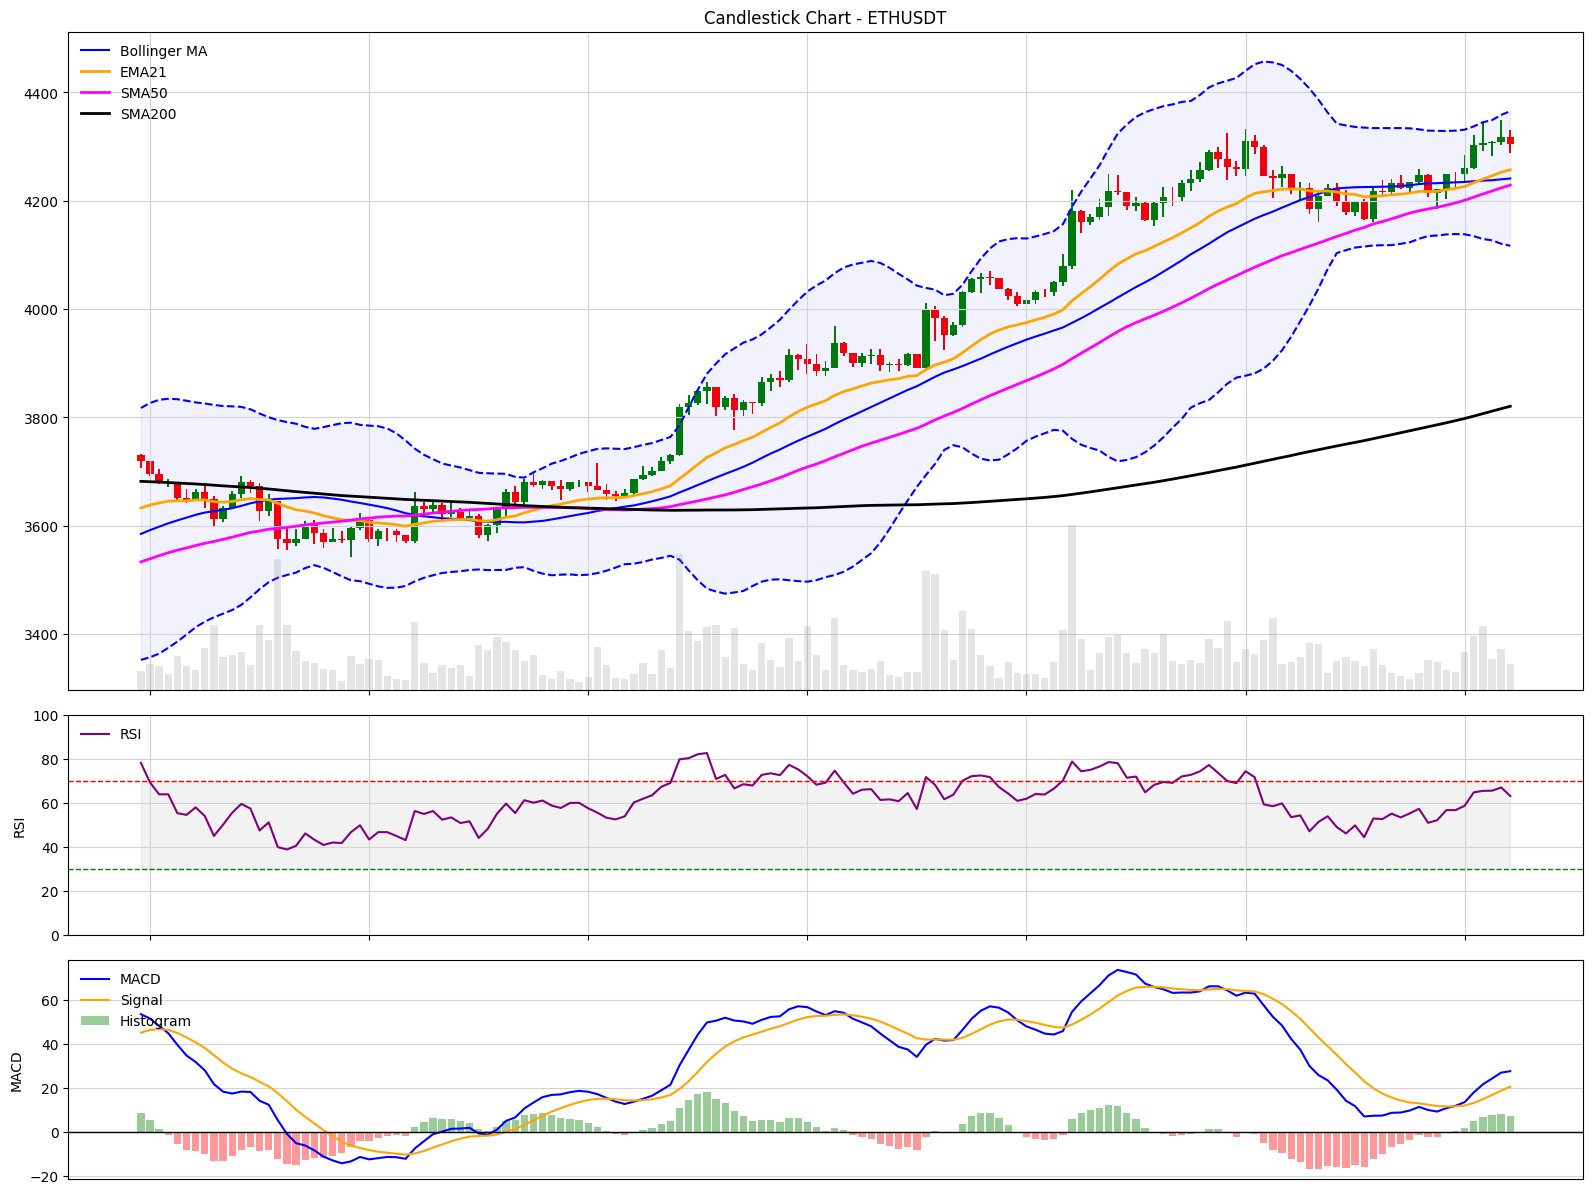 Candlestick Chart - ETHUSDT
Bollinger MA
EMA21
SMA50
SMA200
4400
4200
4000
3800
3600
3400
RSI
RSI
100
80
60
40
20
0
MACD
Signal
Histogram
MACD
60
40
20
0
−20